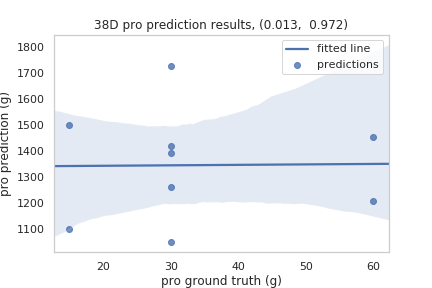 38D pro prediction results, (0.013,  0.972)
fitted line
predictions
pro prediction (g)
1800
1700
1600
1500
1400
1300
1200
1100
20 30 40 50 60
pro ground truth (g)